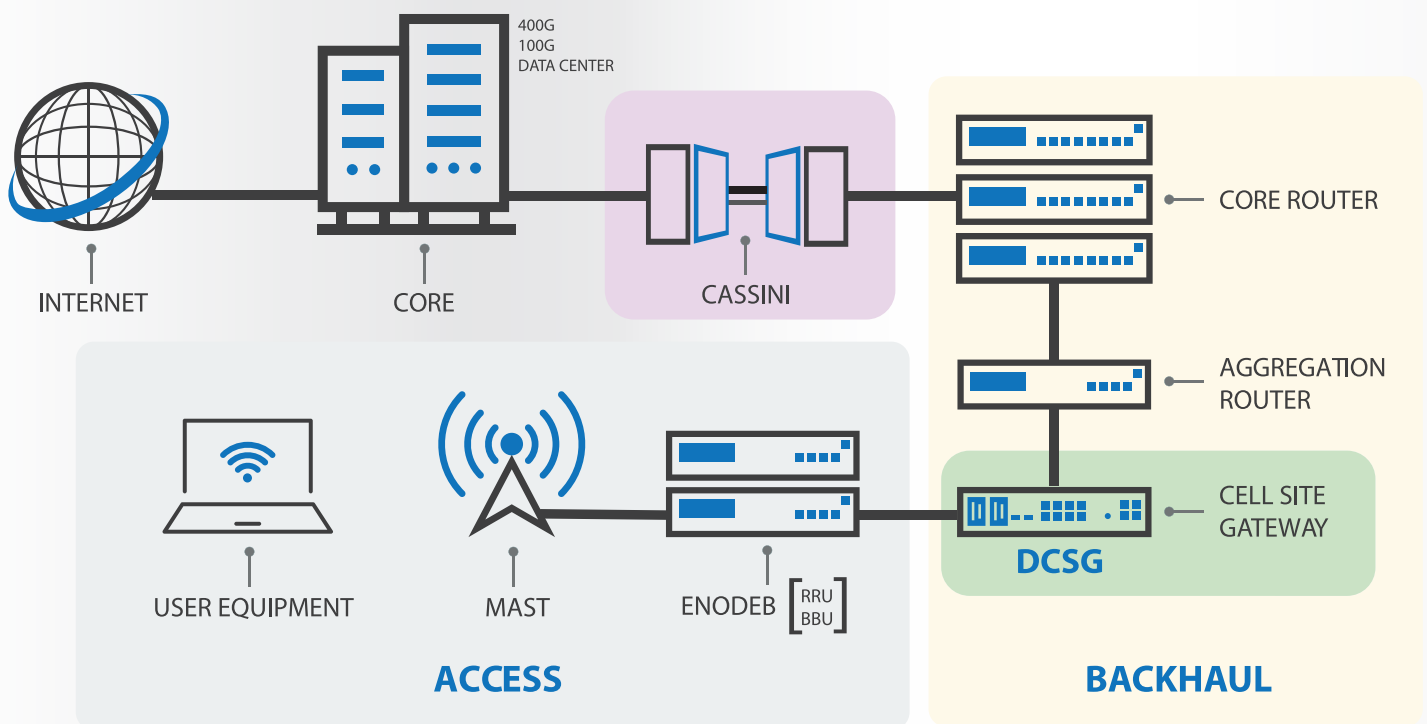 400G
100G
DATA CENTER
INTERNET
CORE
CASSINI
CORE ROUTER
AGGREGATION
ROUTER
CELL SITE
GATEWAY
DCSG
USER EQUIPMENT
MAST
ENODEB
RRU
BBU
ACCESS
BACKHAUL